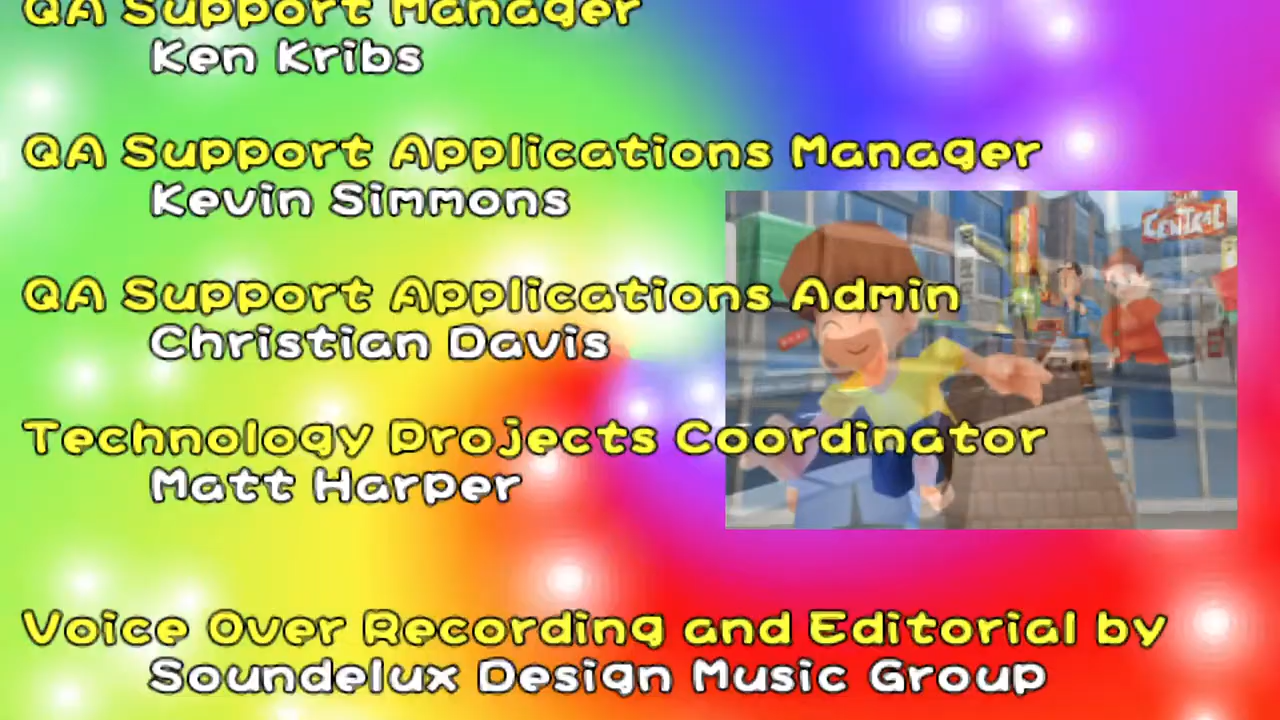 QA Support Manager
Ken Kribs
QA Support Applications Manager
Kevin Simmons
QA Support Applications Admin
Christian Davis
Technology Projects Coordinator
Matt Harper
Voice Over Recording and Editorial by
Soundelux Design Music Group
CENTRAL